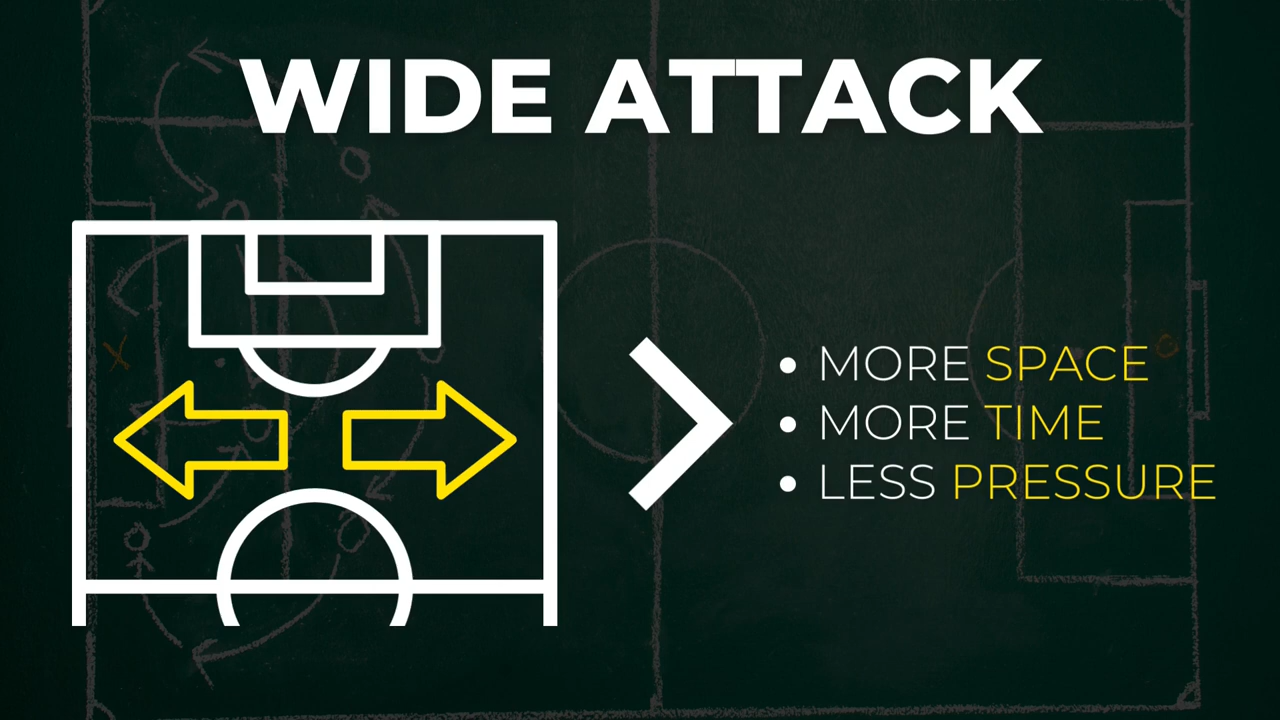 WIDE ATTACK
• MORE SPACE
• MORE TIME
• LESS PRESSURE